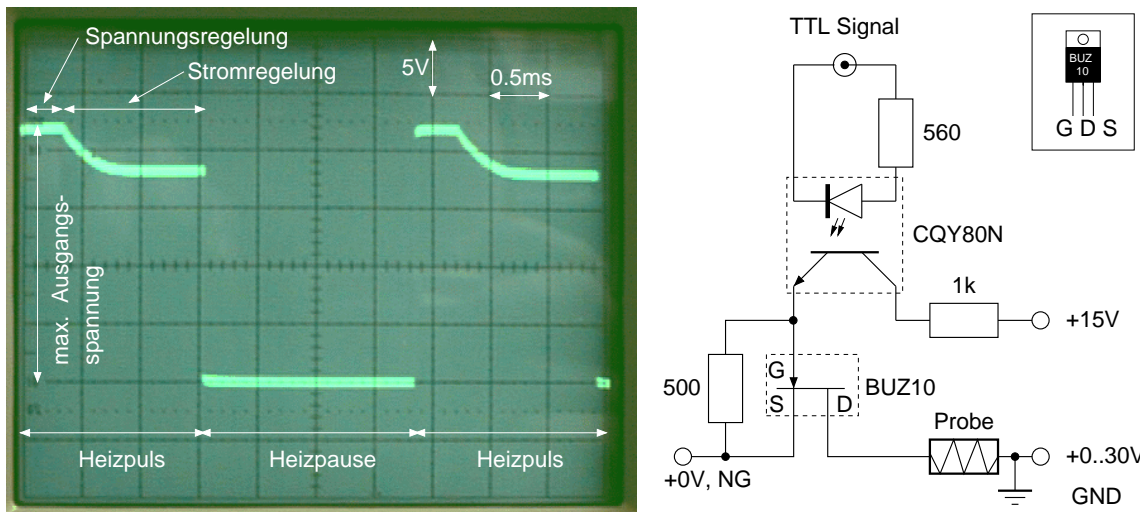 Spannungsregelung
Stromregelung
5V
0.5ms
max. Ausgangs-
spannung
Heizpuls
Heizpause
Heizpuls
TTL Signal
560
CQY80N
1k
+15V
500
G
S
D
BUZ10
Probe
+0V, NG
+0..30V
GND
BUZ
10
G D S